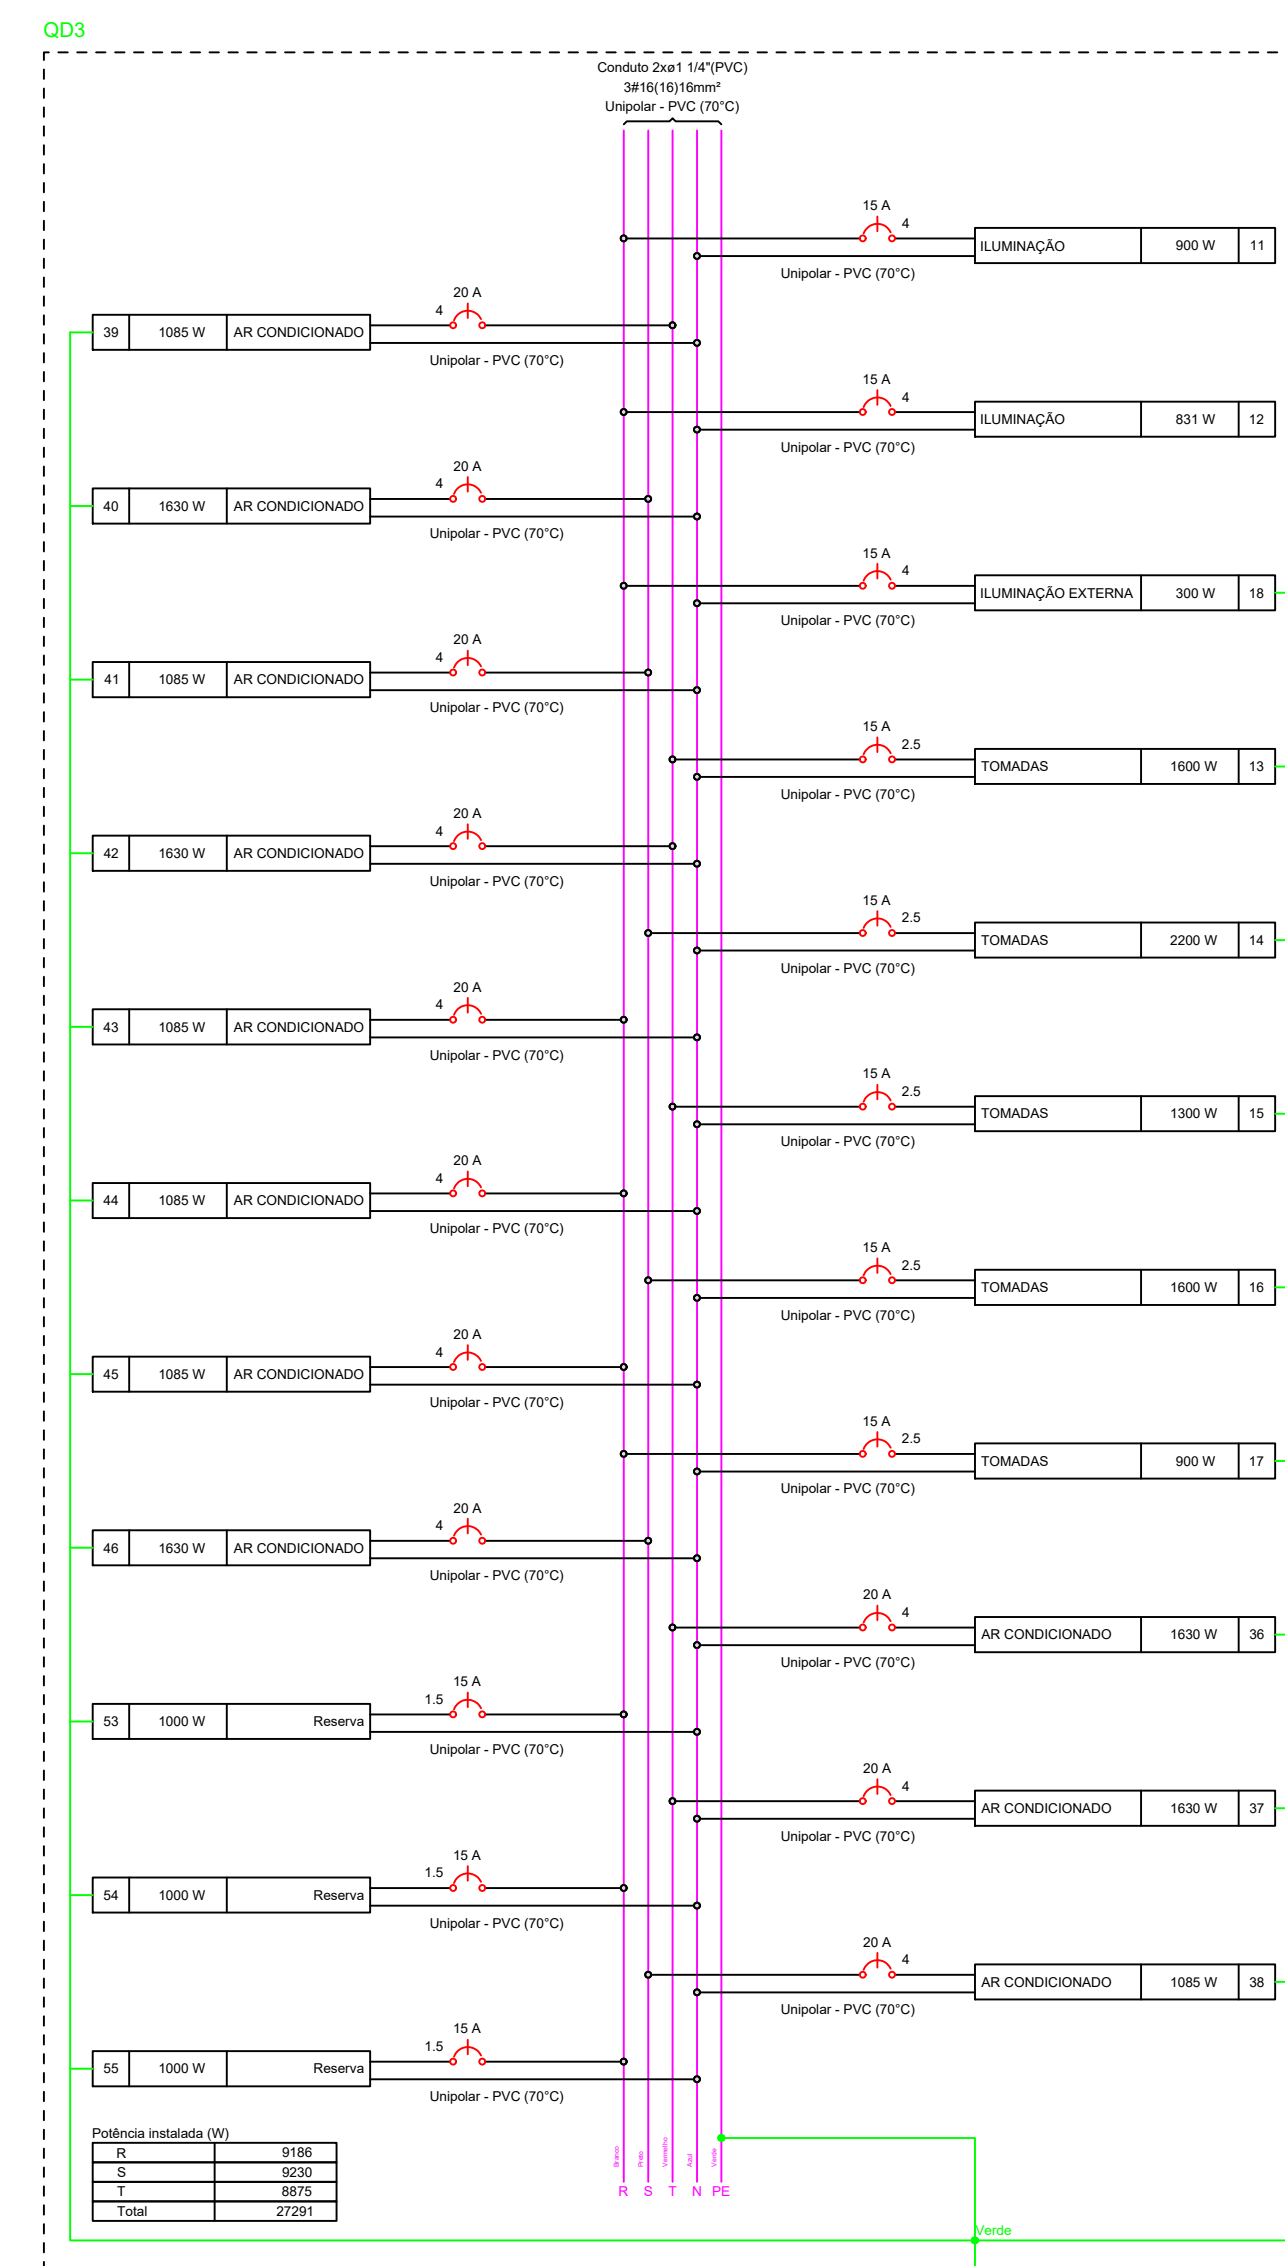 QD3
Conduto 2xø1 1/4"(PVC)
3#16(16)16mm²
Unipolar - PVC (70°C)
15 A
4
ILUMINAÇÃO 900 W 11
Unipolar - PVC (70°C)
20 A
4
39 1085 W AR CONDICIONADO
Unipolar - PVC (70°C)
15 A
4
ILUMINAÇÃO 831 W 12
Unipolar - PVC (70°C)
20 A
4
40 1630 W AR CONDICIONADO
Unipolar - PVC (70°C)
15 A
4
ILUMINAÇÃO EXTERNA 300 W 18
Unipolar - PVC (70°C)
20 A
4
41 1085 W AR CONDICIONADO
Unipolar - PVC (70°C)
15 A
2.5
TOMADAS 1600 W 13
Unipolar - PVC (70°C)
20 A
4
42 1630 W AR CONDICIONADO
Unipolar - PVC (70°C)
15 A
2.5
TOMADAS 2200 W 14
Unipolar - PVC (70°C)
20 A
4
43 1085 W AR CONDICIONADO
Unipolar - PVC (70°C)
15 A
2.5
TOMADAS 1300 W 15
Unipolar - PVC (70°C)
20 A
4
44 1085 W AR CONDICIONADO
Unipolar - PVC (70°C)
15 A
2.5
TOMADAS 1600 W 16
Unipolar - PVC (70°C)
20 A
4
45 1085 W AR CONDICIONADO
Unipolar - PVC (70°C)
15 A
2.5
TOMADAS 900 W 17
Unipolar - PVC (70°C)
20 A
4
46 1630 W AR CONDICIONADO
Unipolar - PVC (70°C)
20 A
4
AR CONDICIONADO 1630 W 36
Unipolar - PVC (70°C)
15 A
1.5
53 1000 W Reserva
Unipolar - PVC (70°C)
20 A
4
AR CONDICIONADO 1630 W 37
Unipolar - PVC (70°C)
15 A
1.5
54 1000 W Reserva
Unipolar - PVC (70°C)
20 A
4
AR CONDICIONADO 1085 W 38
Unipolar - PVC (70°C)
15 A
1.5
55 1000 W Reserva
Unipolar - PVC (70°C)
Potência instalada (W)
R 9186
S 9230
T 8875
Total 27291
Branco Preto Vermelho Azul Verde
R S T N PE
Verde